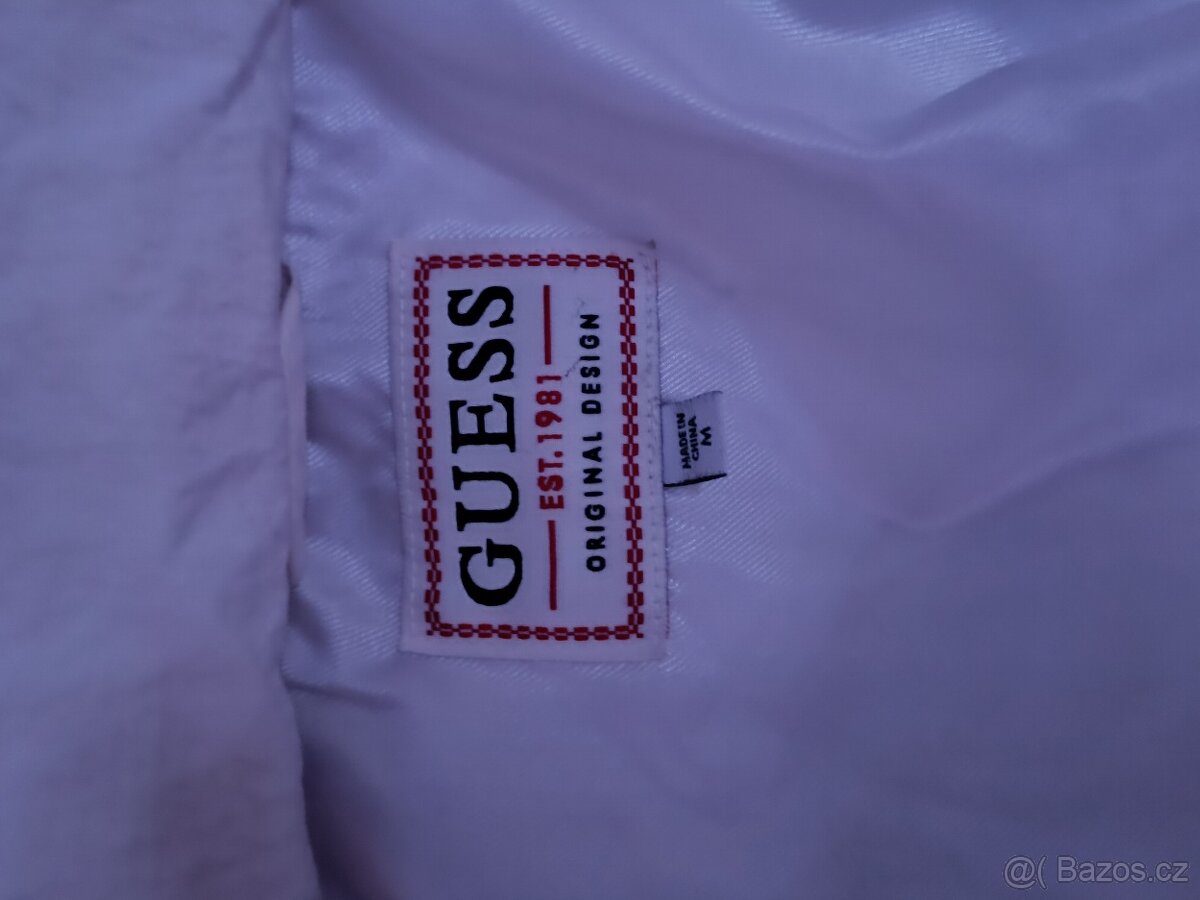 GUESS
EST. 1981
ORIGINAL DESIGN
MADE IN
CHINA
M
@( Bazos.cz